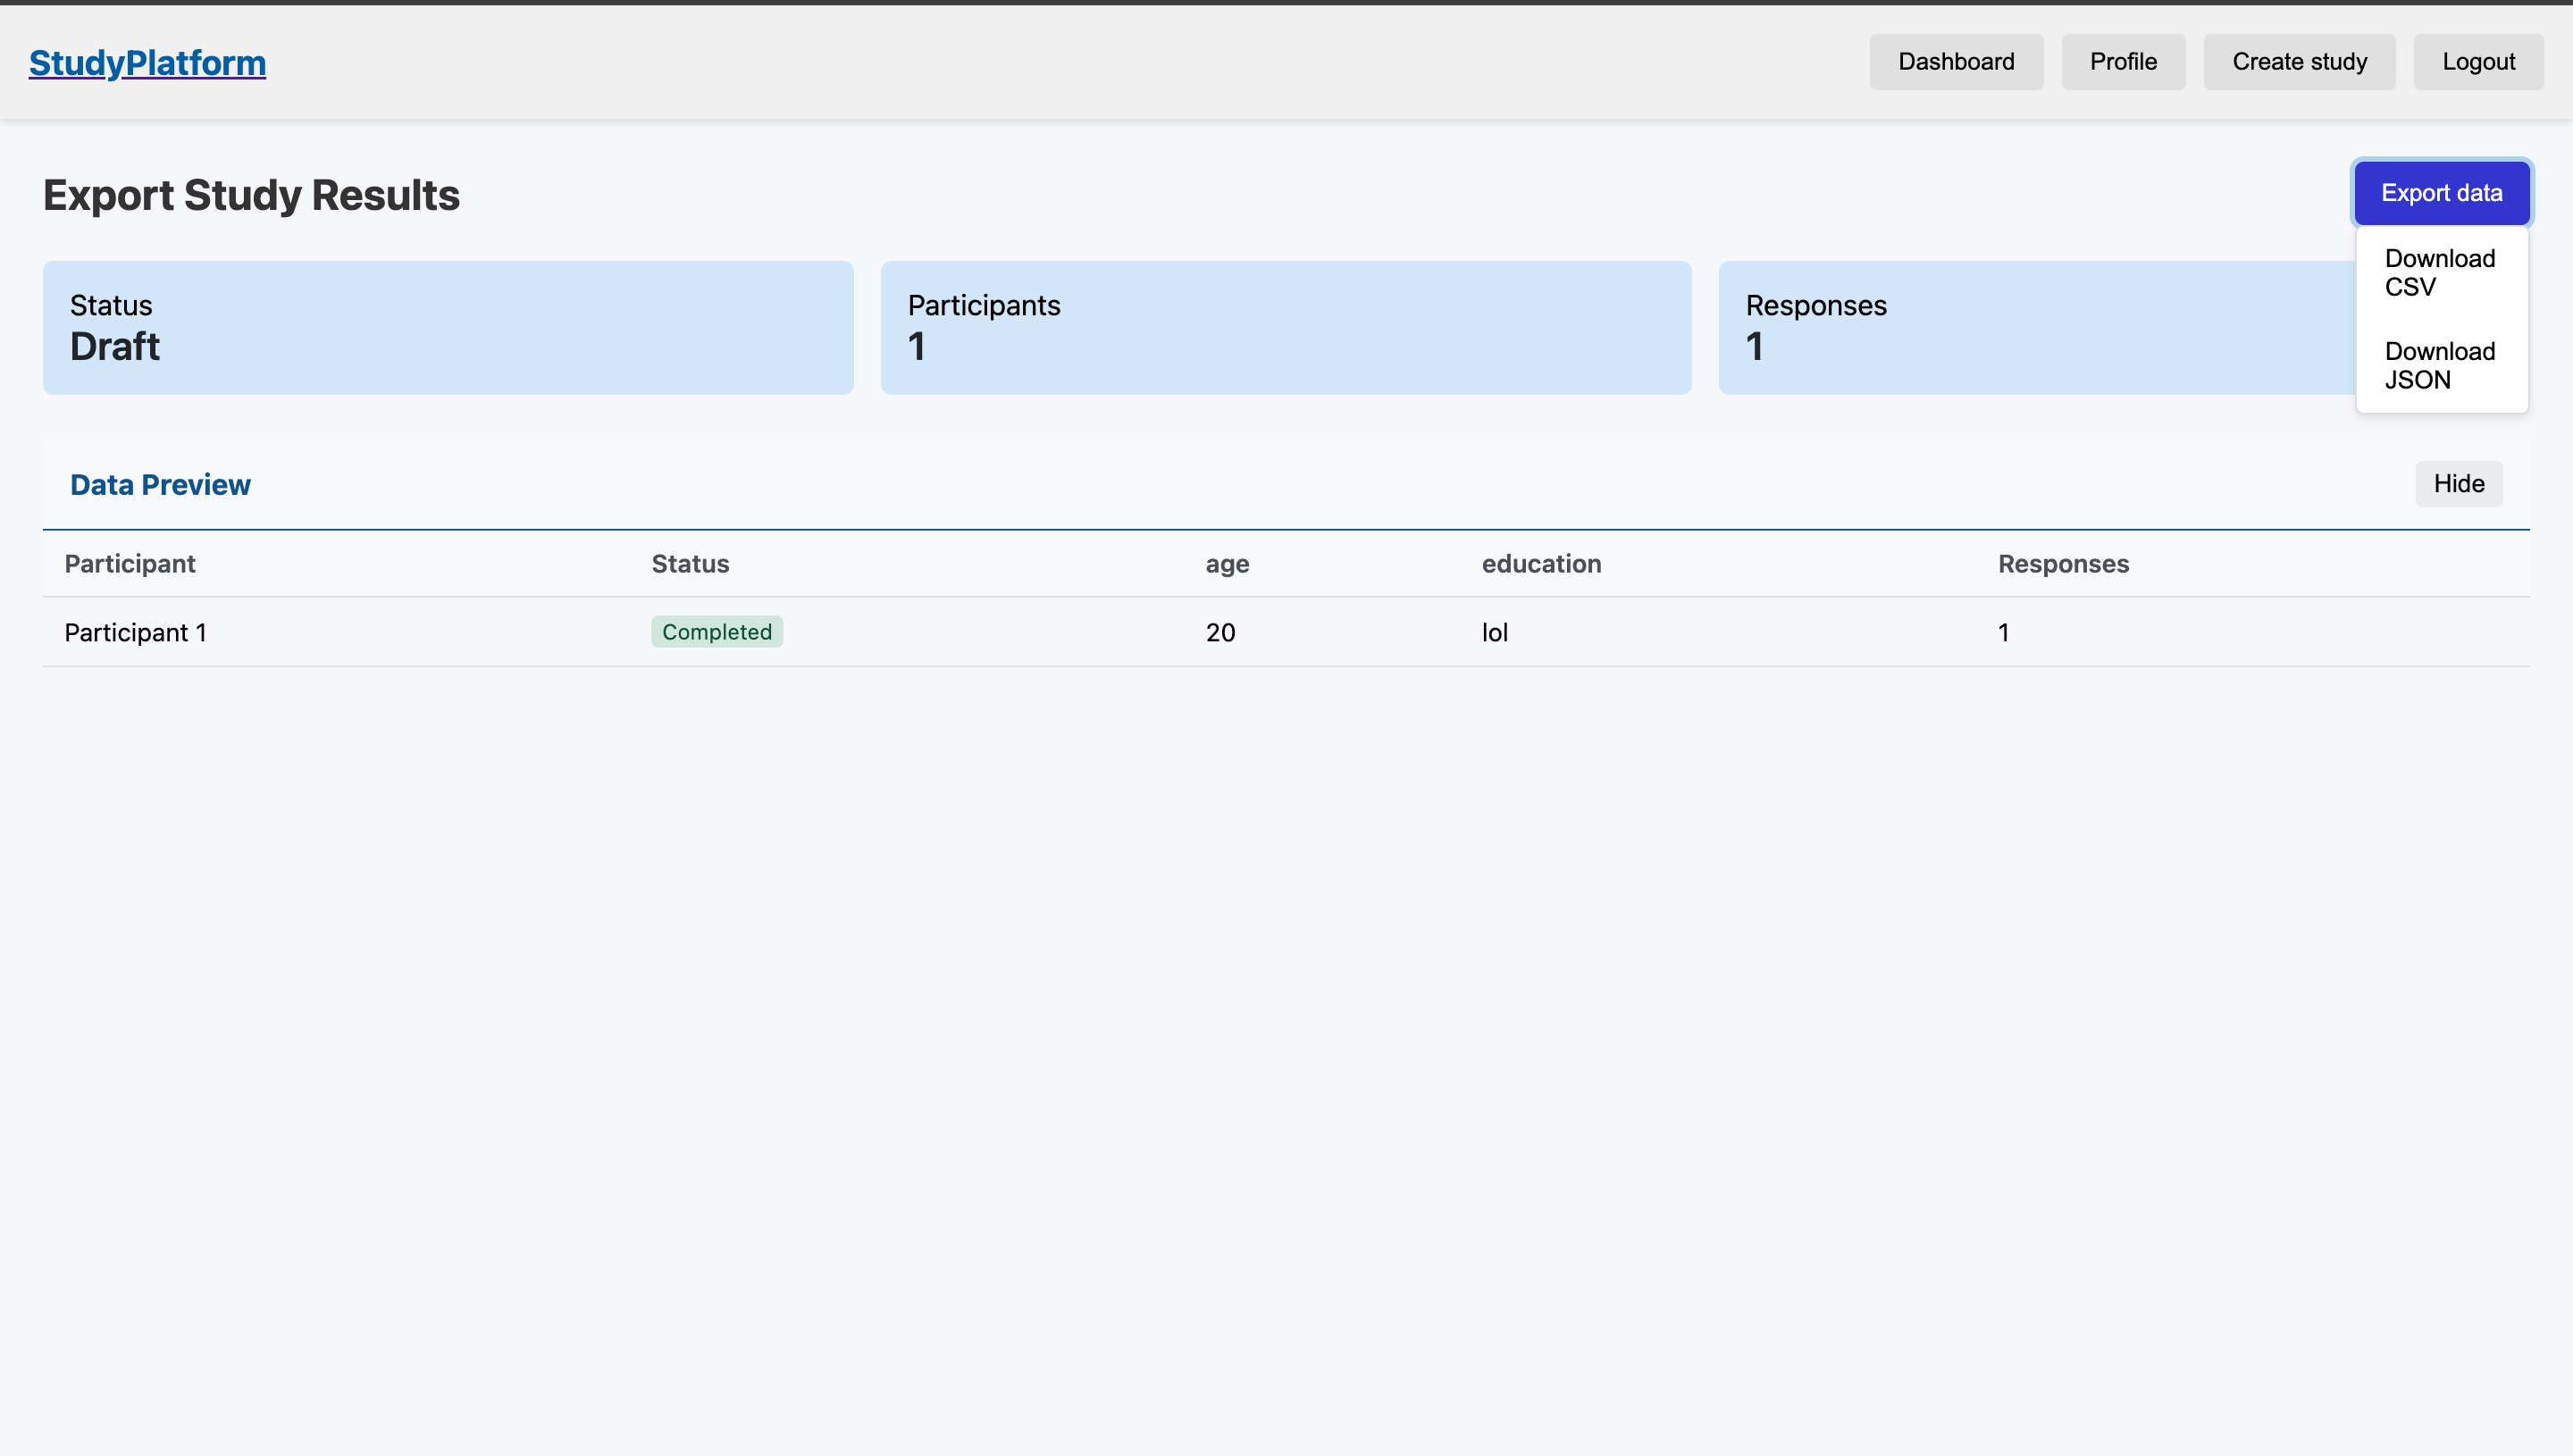 StudyPlatform
Dashboard
Profile
Create study
Logout
Export Study Results
Export data
Download
CSV
Download
JSON
Status
Draft
Participants
1
Responses
1
Data Preview
Hide
Participant
Status
age
education
Responses
Participant 1
Completed
20
lol
1